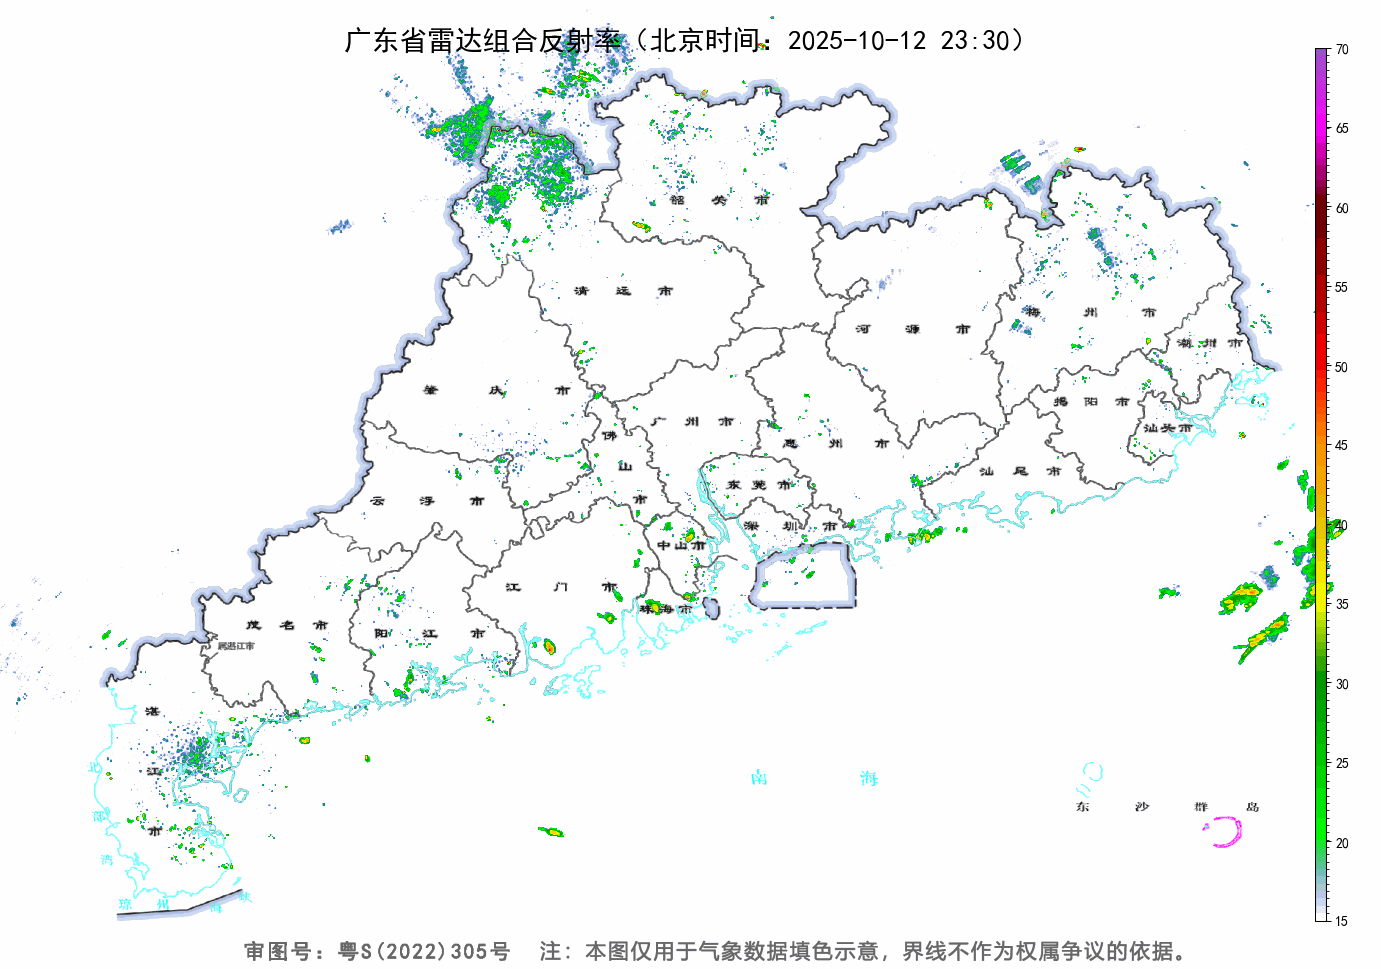 广东省雷达组合反射率（北京时间：2025-10-12 23:30）
70
65
60
55
50
45
40
35
30
25
20
15
韶 关 市
清 远 市
河 源 市
梅 州 市
潮 州 市
肇 庆 市
广 州 市
佛 山 市
惠 州 市
揭 阳 市
汕头市
汕 尾 市
云 浮 市
东 莞 市
深 圳 市
中山市
江 门 市
珠海市
茂 名 市
属湛江市
阳 江 市
湛 江 市
北 部 湾
琼 州 海 峡
南 海
东 沙 群 岛
审图号：粤S(2022)305号 注：本图仅用于气象数据填色示意，界线不作为权属争议的依据。